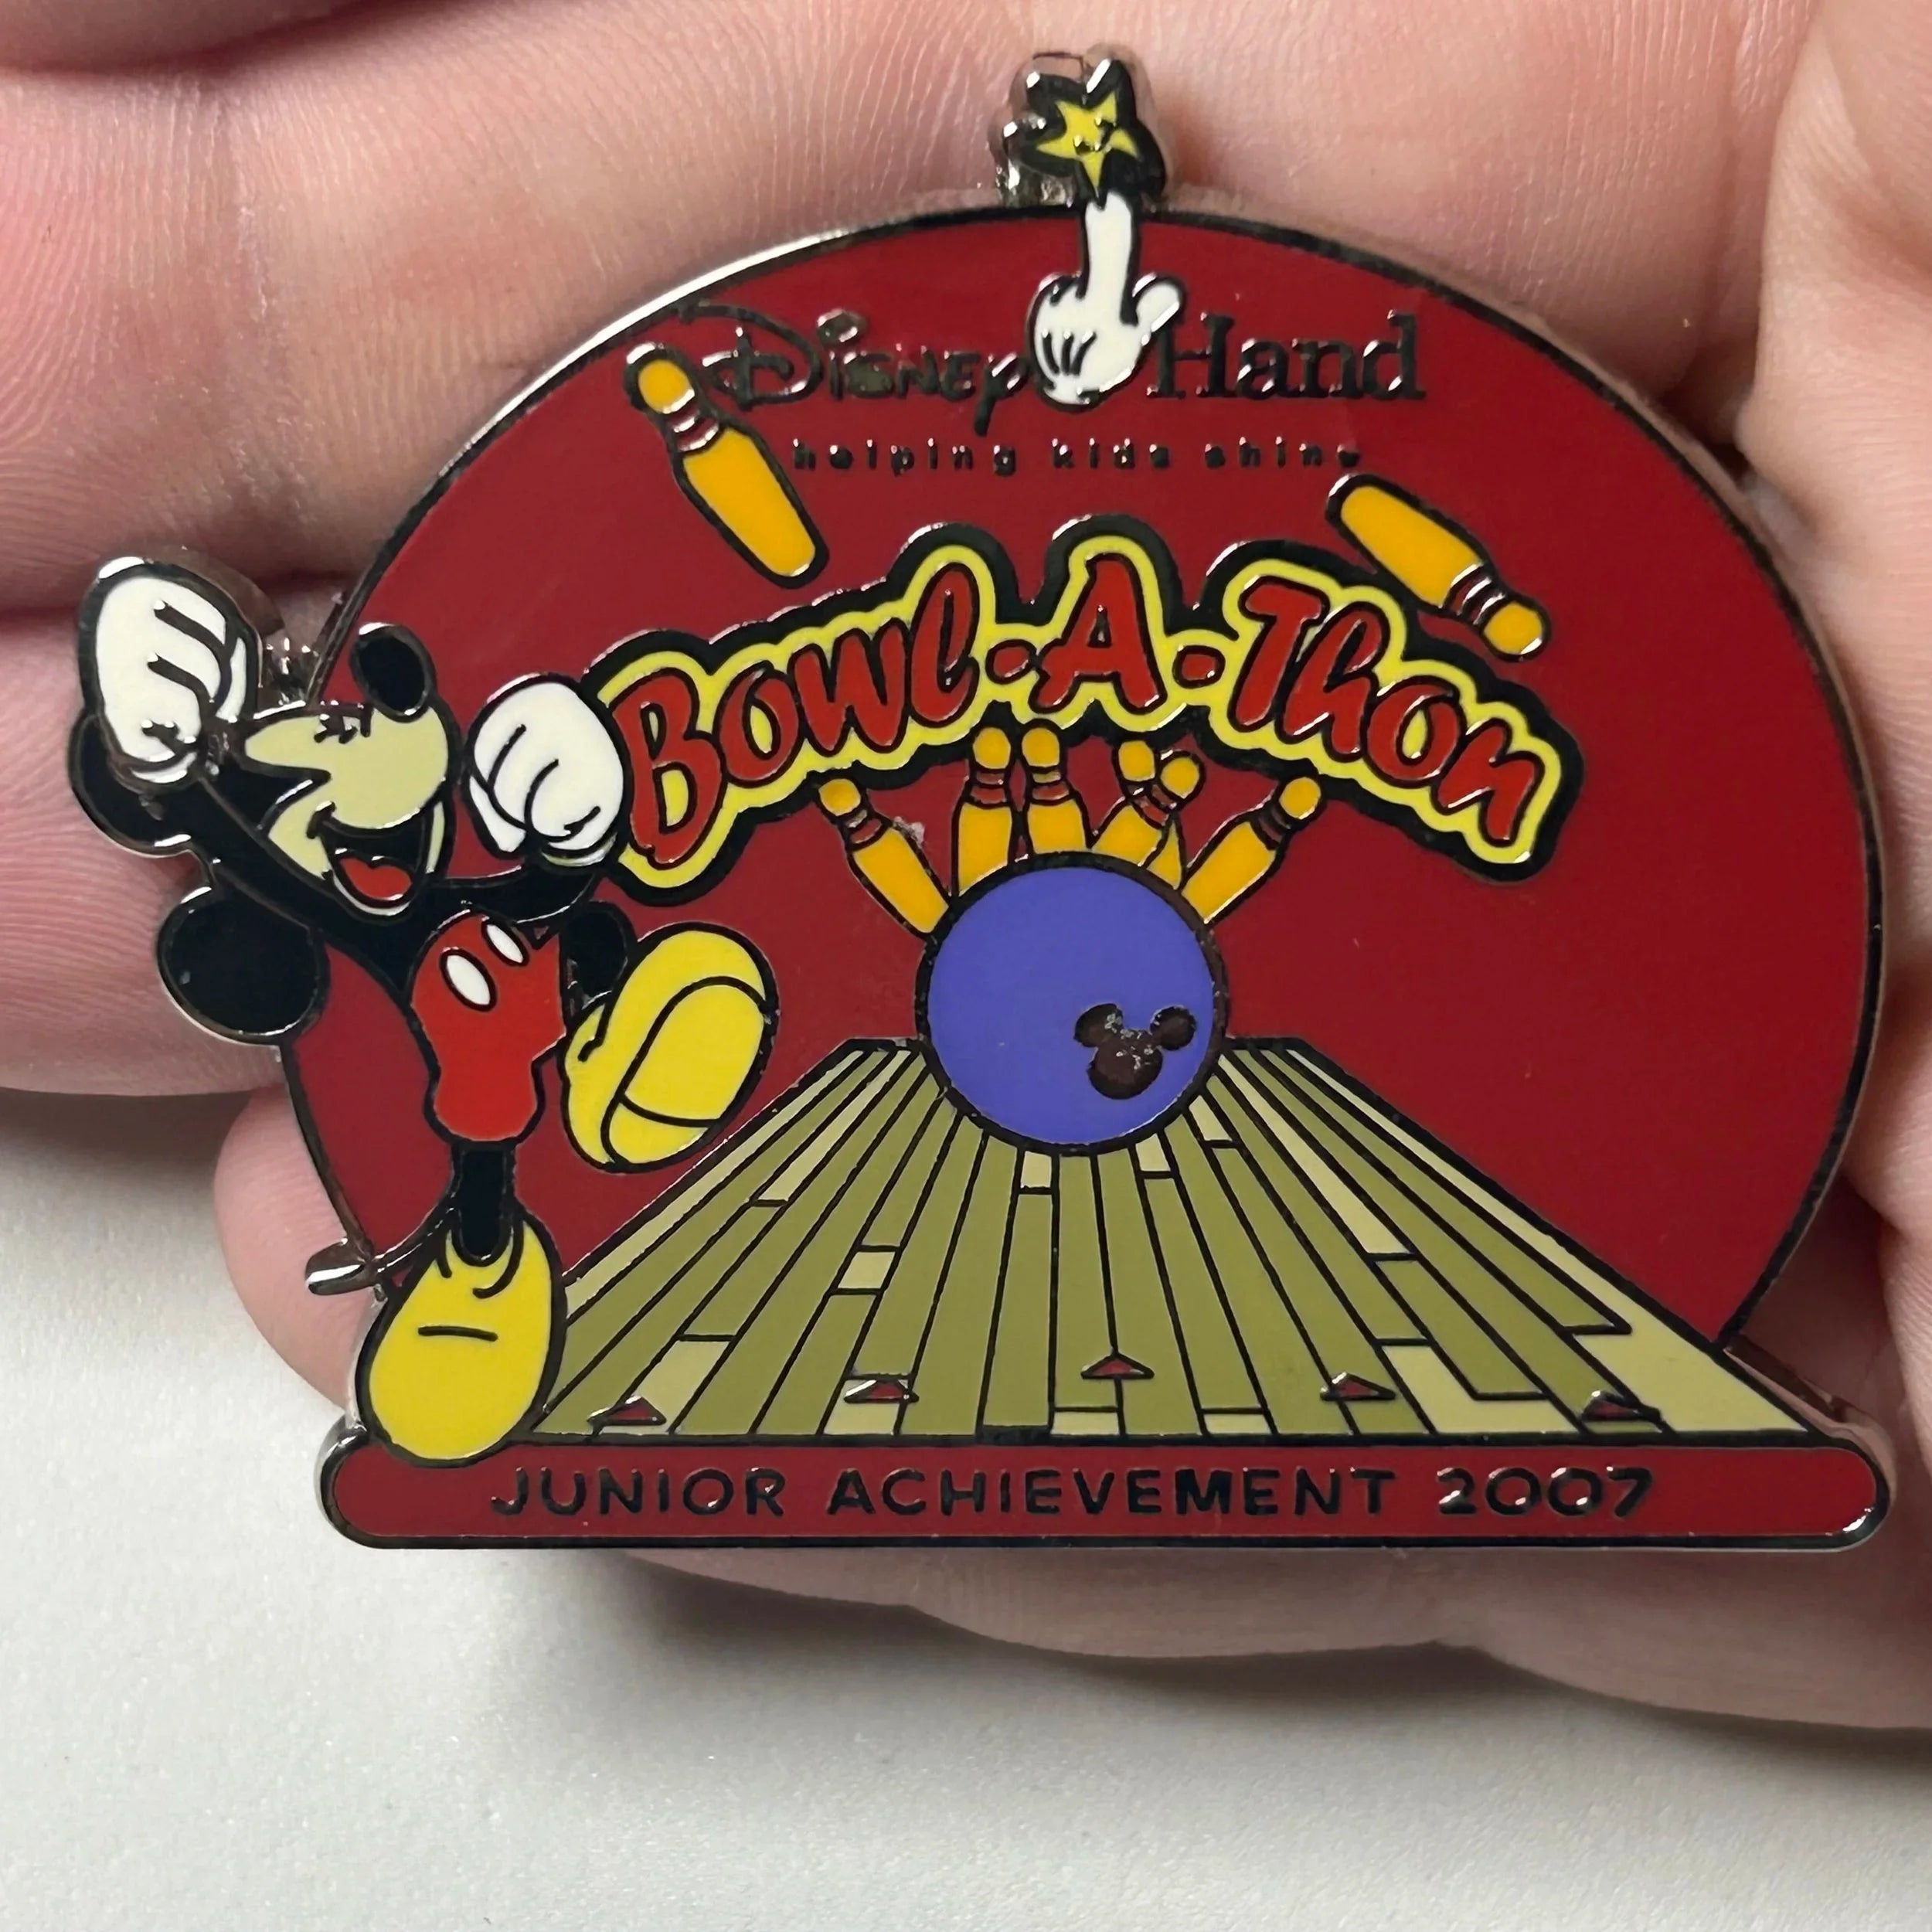 Disney Hand
helping kids shine
Bowl·A·Thon
JUNIOR ACHIEVEMENT 2007